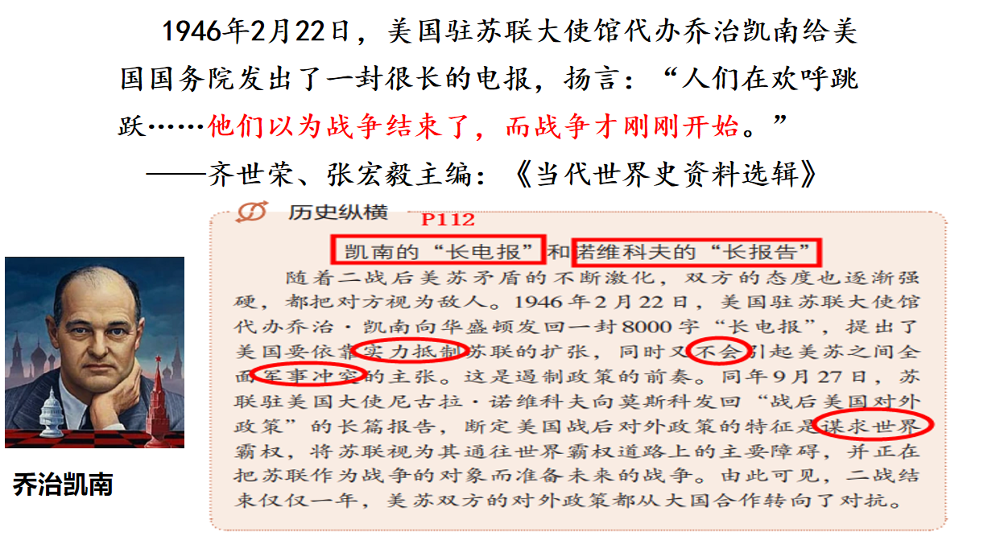 1946年2月22日，美国驻苏联大使馆代办乔治凯南给美
国国务院发出了一封很长的电报，扬言：“人们在欢呼跳
跃……他们以为战争结束了，而战争才刚刚开始。”
——齐世荣、张宏毅主编：《当代世界史资料选辑》
历史纵横 P112
凯南的“长电报”和诺维科夫的“长报告”
随着二战后美苏矛盾的不断激化，双方的态度也逐渐强
硬，都把对方视为敌人。1946年2月22日，美国驻苏联大使馆
代办乔治·凯南向华盛顿发回一封8000字“长电报”，提出了
美国要依靠实力抵制苏联的扩张，同时又不会引起美苏之间全
面军事冲突的主张。这是遏制政策的前奏。同年9月27日，苏
联驻美国大使尼古拉·诺维科夫向莫斯科发回“战后美国对外
政策”的长篇报告，断定美国战后对外政策的特征是谋求世界
霸权，将苏联视为其通往世界霸权道路上的主要障碍，并正在
把苏联作为战争的对象而准备未来的战争。由此可见，二战结
束仅仅一年，美苏双方的对外政策都从大国合作转向了对抗。
乔治凯南